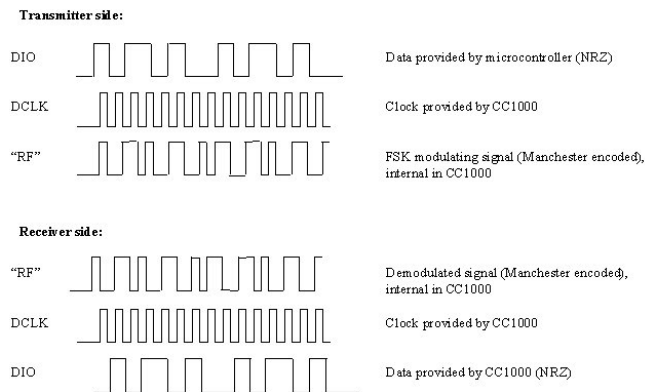 Transmitter side:
DIO Data provided by microcontroller (NRZ)
DCLK Clock provided by CC1000
“RF” FSK modulating signal (Manchester encoded),
internal in CC1000
Receiver side:
“RF” Demodulated signal (Manchester encoded),
internal in CC1000
DCLK Clock provided by CC1000
DIO Data provided by CC1000 (NRZ)